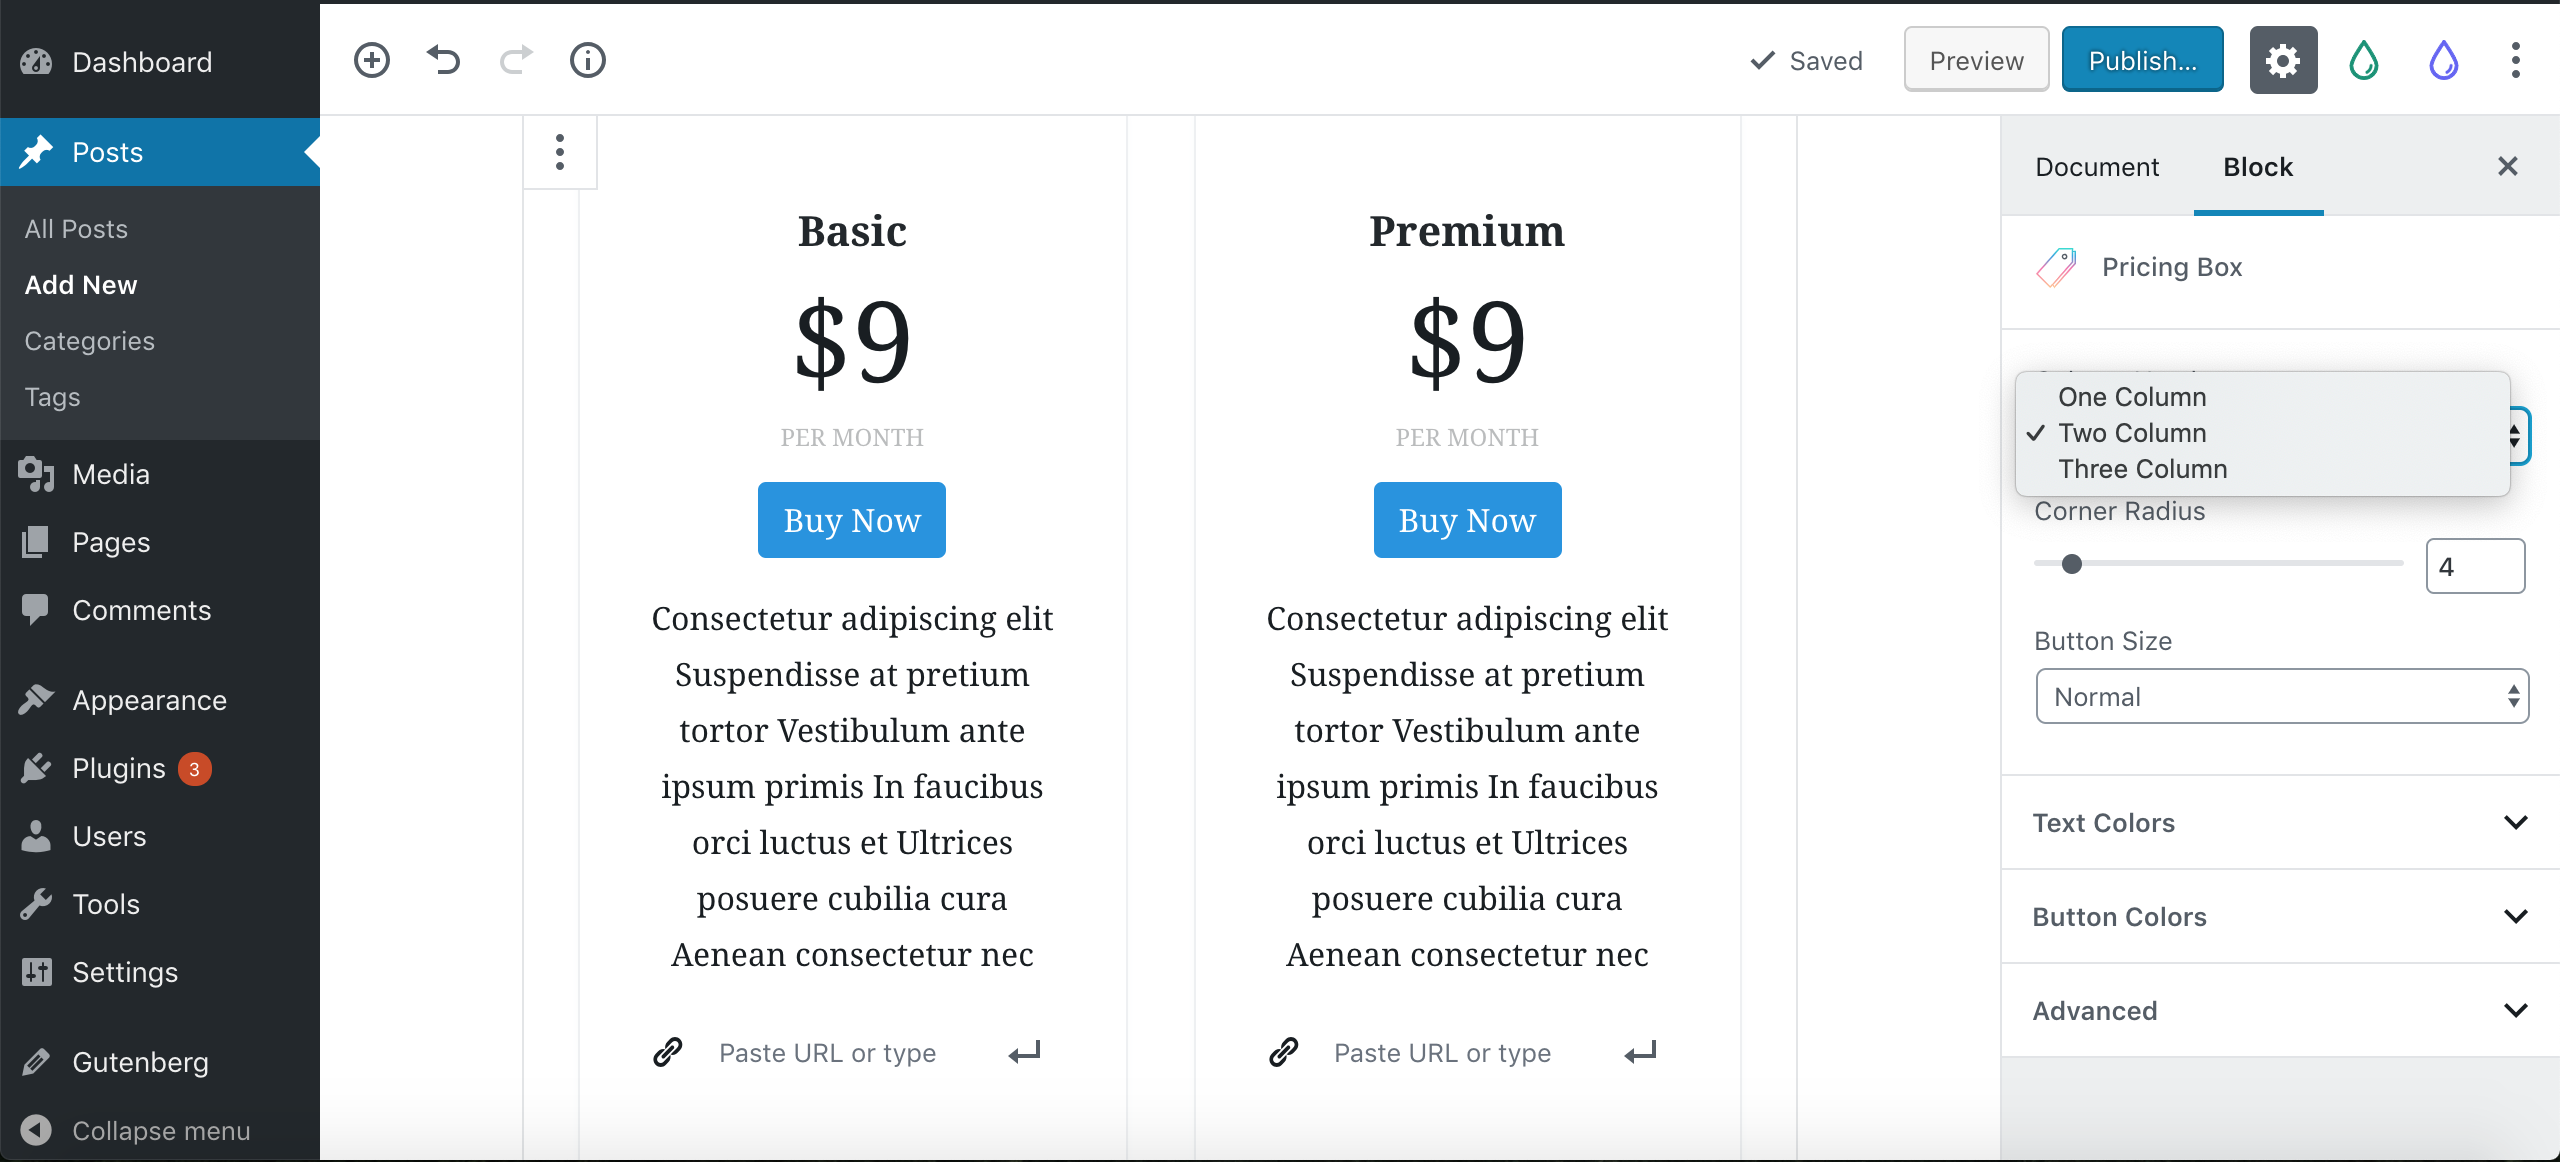 Dashboard
Posts
All Posts
Add New
Categories
Tags
Media
Pages
Comments
Appearance
Plugins 3
Users
Tools
Settings
Gutenberg
Collapse menu
Saved
Preview
Publish...
Basic
$9
PER MONTH
Buy Now
Consectetur adipiscing elit
Suspendisse at pretium
tortor Vestibulum ante
ipsum primis In faucibus
orci luctus et Ultrices
posuere cubilia cura
Aenean consectetur nec
Paste URL or type
Premium
$9
PER MONTH
Buy Now
Consectetur adipiscing elit
Suspendisse at pretium
tortor Vestibulum ante
ipsum primis In faucibus
orci luctus et Ultrices
posuere cubilia cura
Aenean consectetur nec
Paste URL or type
Document
Block
Pricing Box
One Column
Two Column
Three Column
Corner Radius
4
Button Size
Normal
Text Colors
Button Colors
Advanced